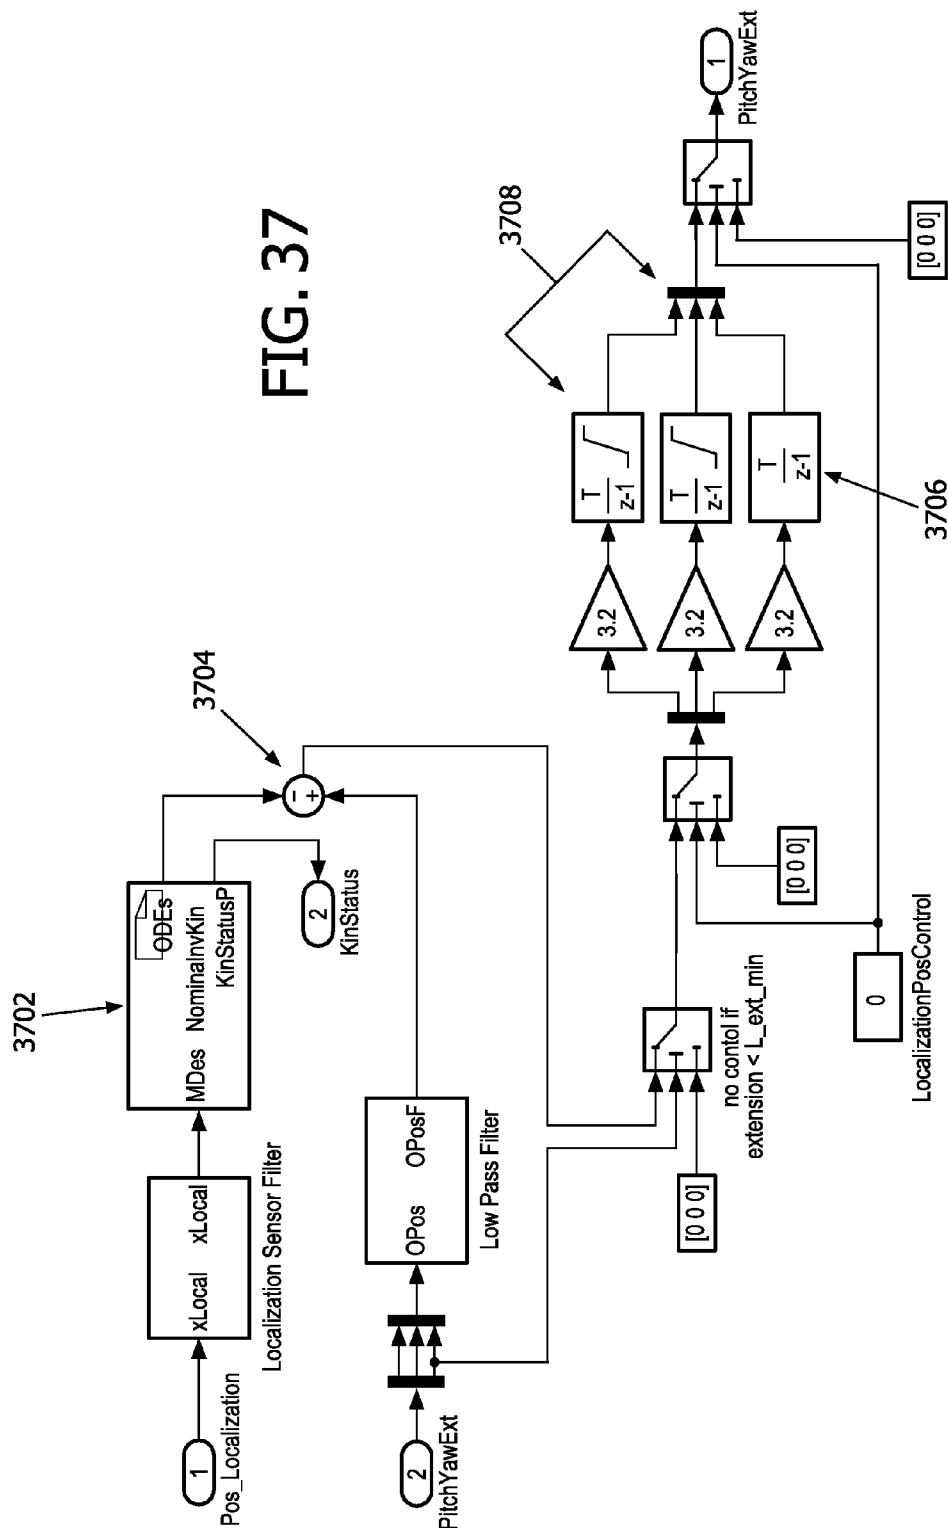 FIG. 37
1
Pos_Localization
xLocal xLocal
Localization Sensor Filter
3702
ODEs
MDes NominalnvKin
KinStatusP
2
KinStatus
3704
- +
2
PitchYawExt
OPos OPosF
Low Pass Filter
[0 0 0]
no contol if
extension < L_ext_min
[0 0 0]
0
LocalizationPosControl
3.2
3.2
3.2
T
z-1
T
z-1
T
z-1
3706
3708
[0 0 0]
1
PitchYawExt